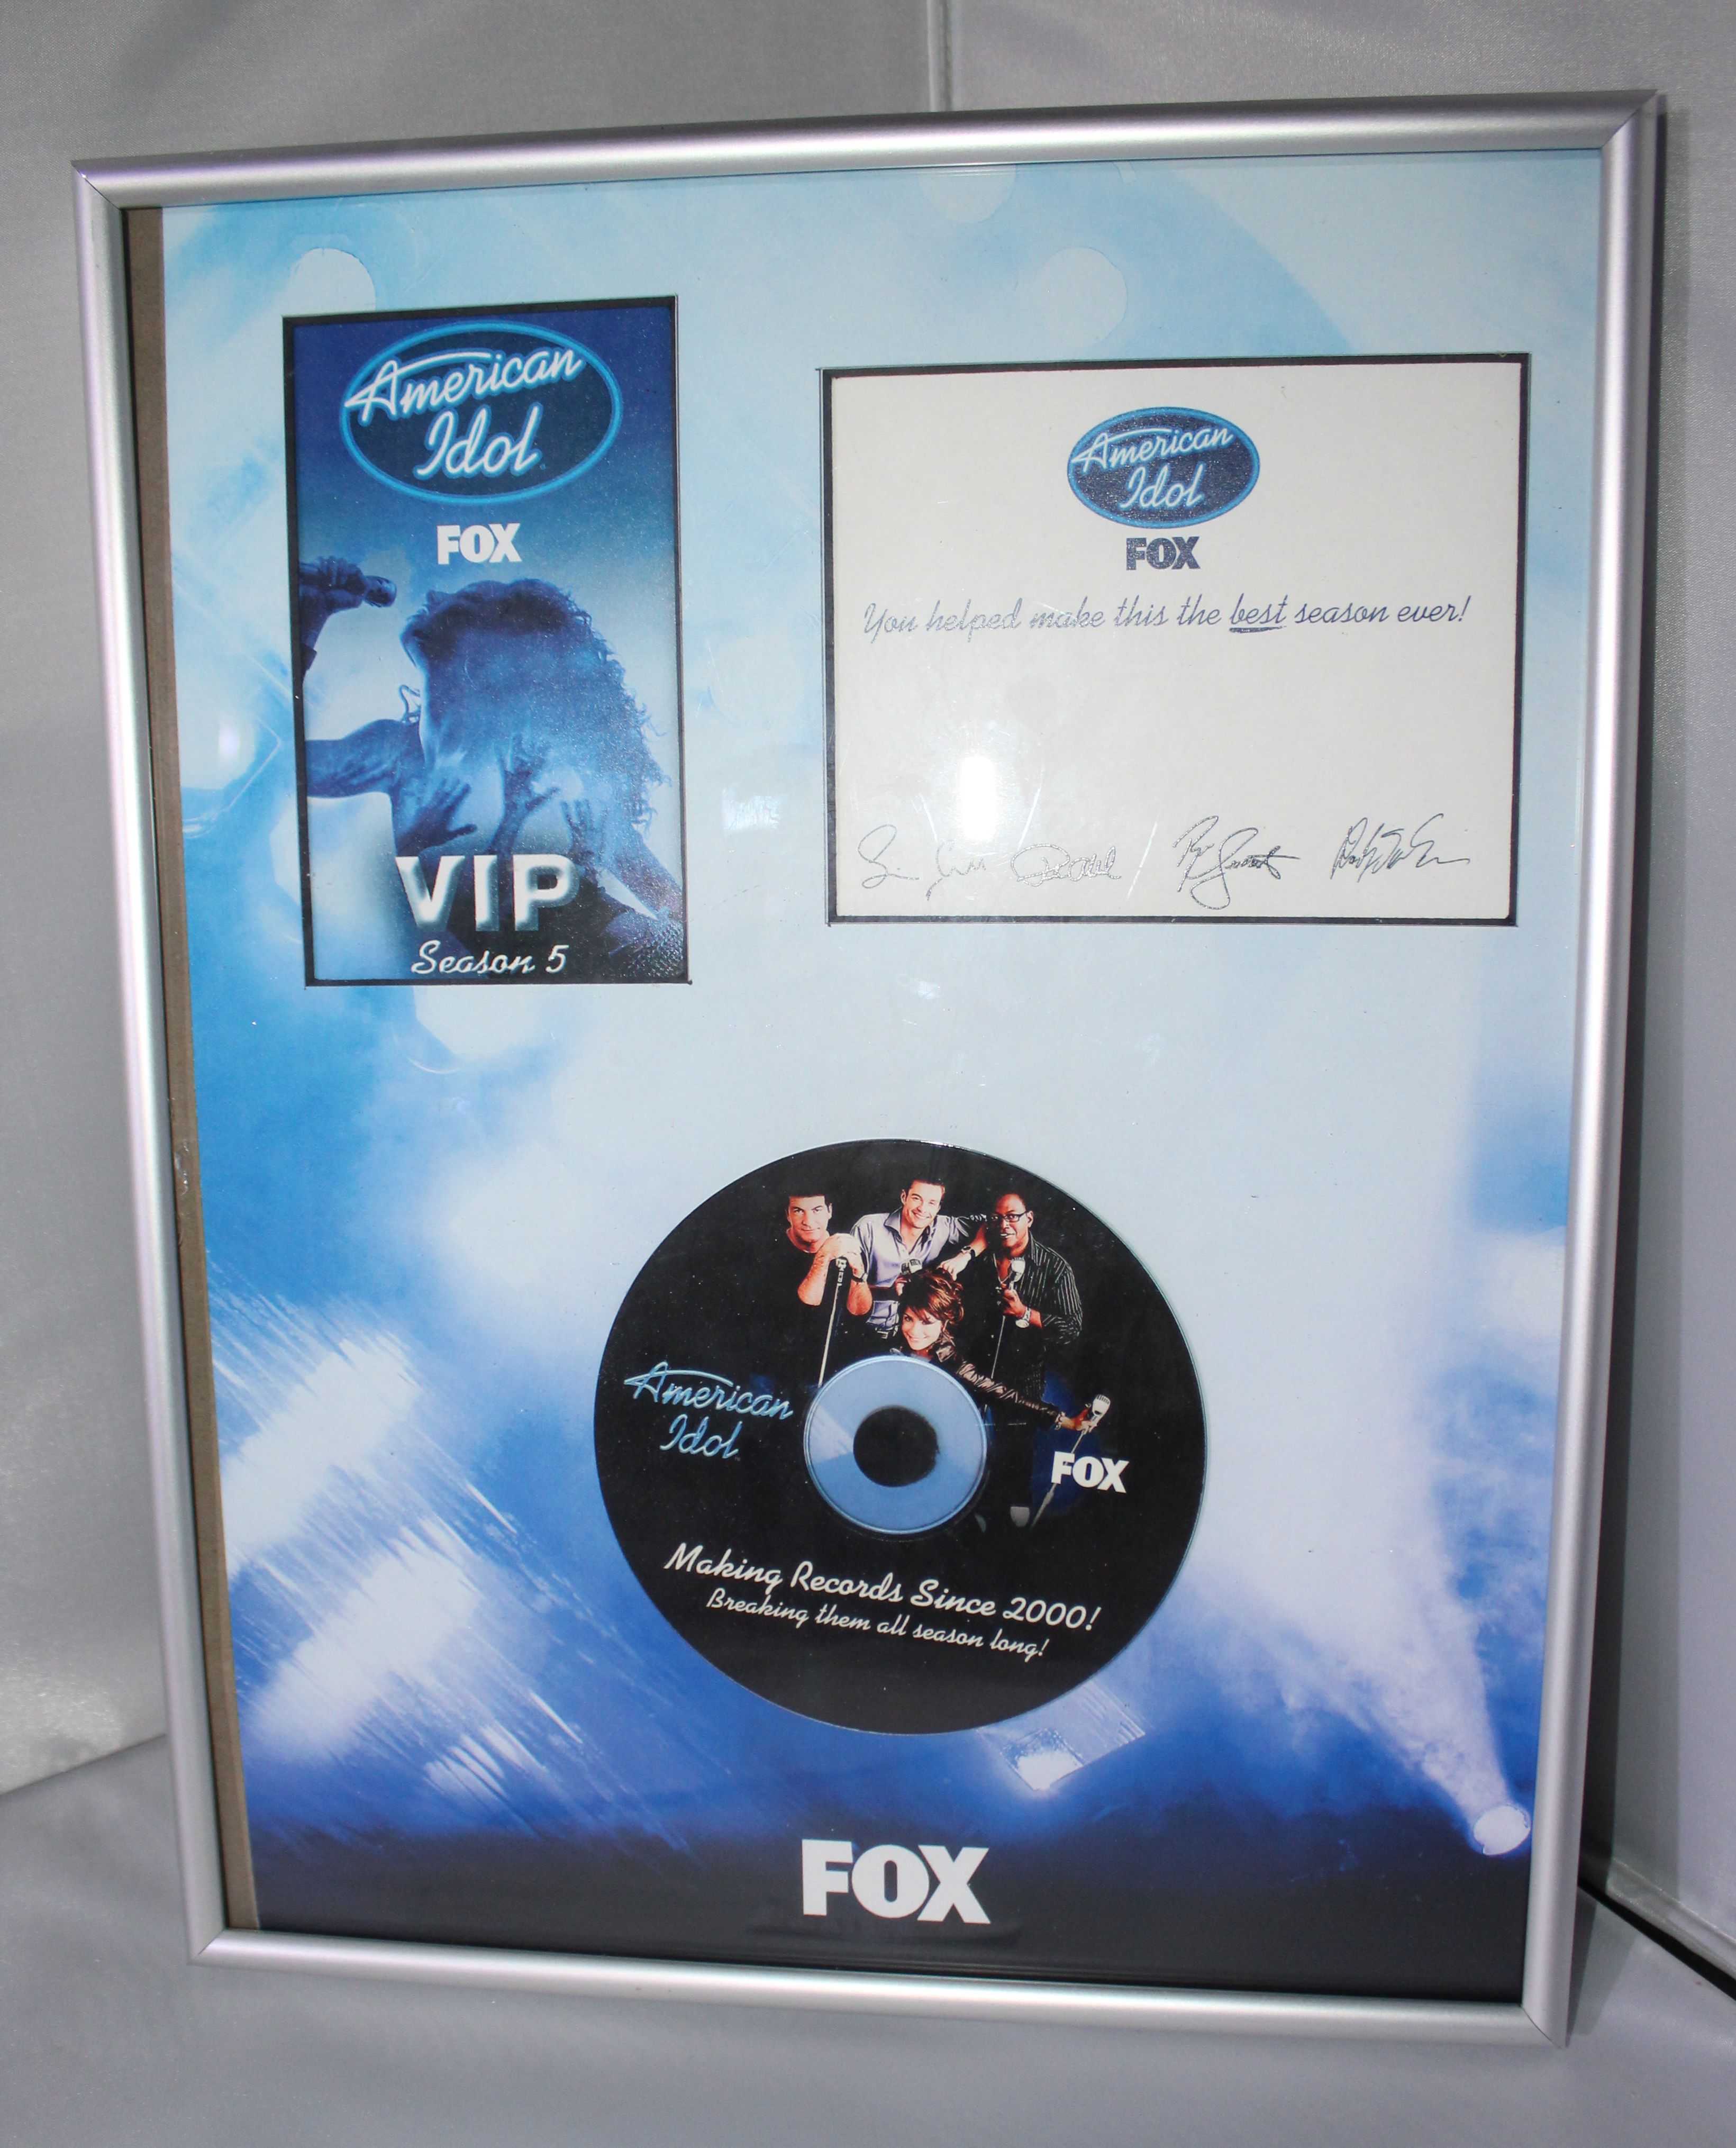 American
Idol
FOX
VIP
Season 5
American
Idol
FOX
You helped make this the best season ever!
American
Idol
FOX
Making Records Since 2000!
Breaking them all season long!
FOX